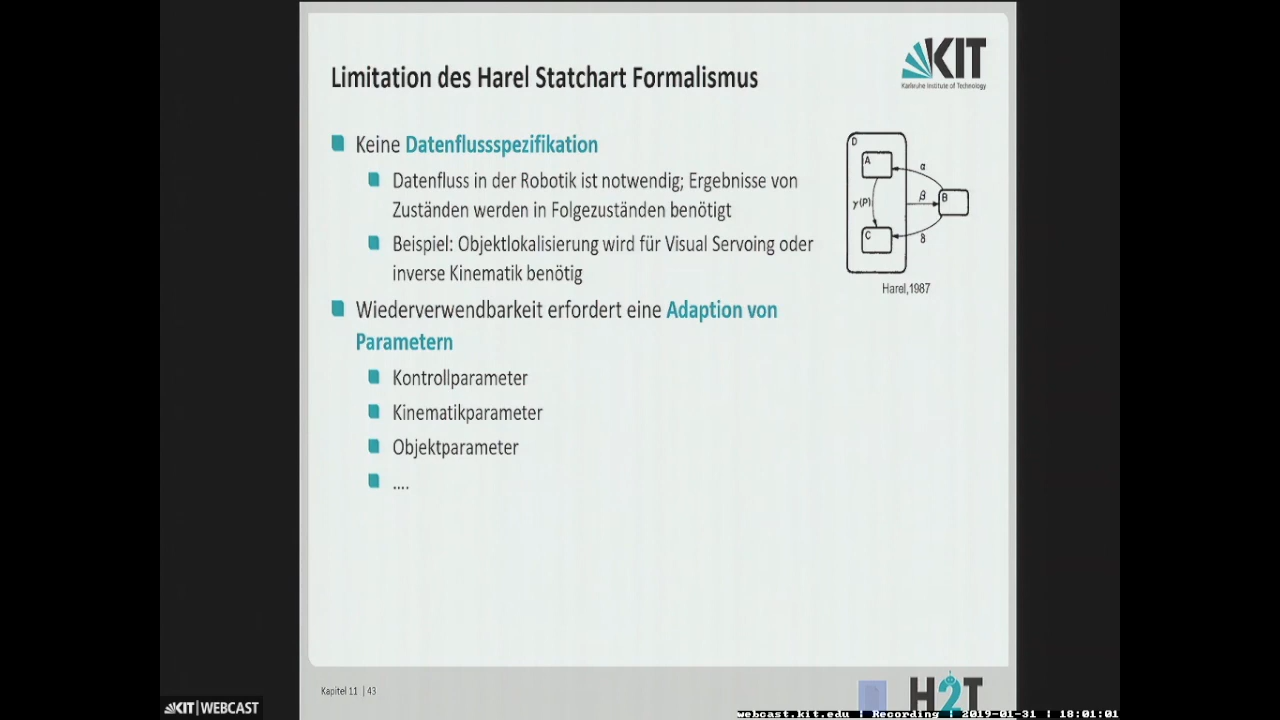 KIT
Karlsruhe Institute of Technology
Limitation des Harel Statchart Formalismus
Keine Datenflussspezifikation
Datenfluss in der Robotik ist notwendig; Ergebnisse von
Zuständen werden in Folgezuständen benötigt
Beispiel: Objektlokalisierung wird für Visual Servoing oder
inverse Kinematik benötig
Wiederverwendbarkeit erfordert eine Adaption von
Parametern
Kontrollparameter
Kinematikparameter
Objektparameter
....
D
A
α
γ(P)
β
B
C
δ
Harel,1987
Kapitel 11 | 43
H2T
KIT | WEBCAST
webcast.kit.edu | Recording | 2019-01-31 | 18:01:01